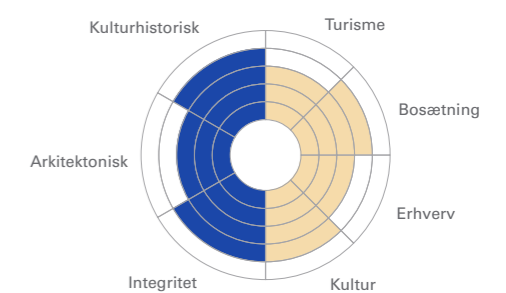 Kulturhistorisk
Turisme
Bosætning
Arkitektonisk
Erhverv
Integritet
Kultur